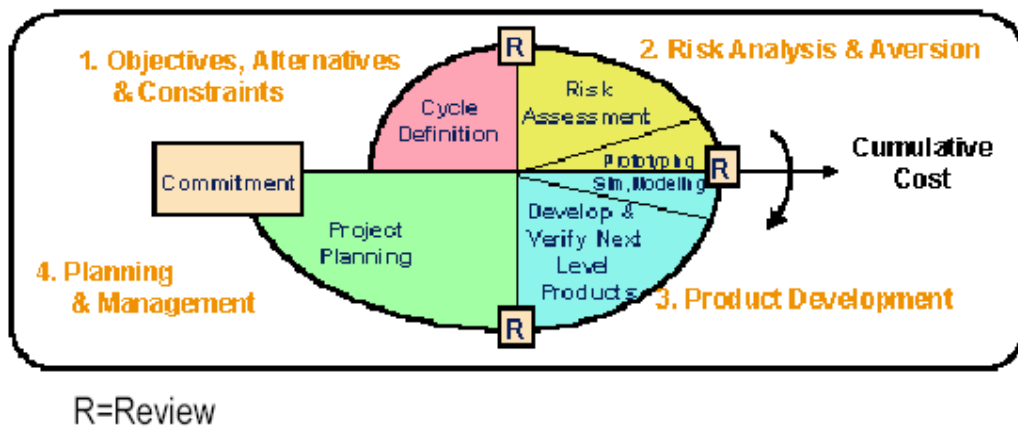 R
1. Objectives, Alternatives
& Constraints
2. Risk Analysis & Aversion
Cycle
Definition
Risk
Assessment
Prototyping
R
Cumulative
Cost
Commitment
Sim, Modelling
Project
Planning
Develop &
Verify Next
Level
Products
4. Planning
& Management
3. Product Development
R
R=Review